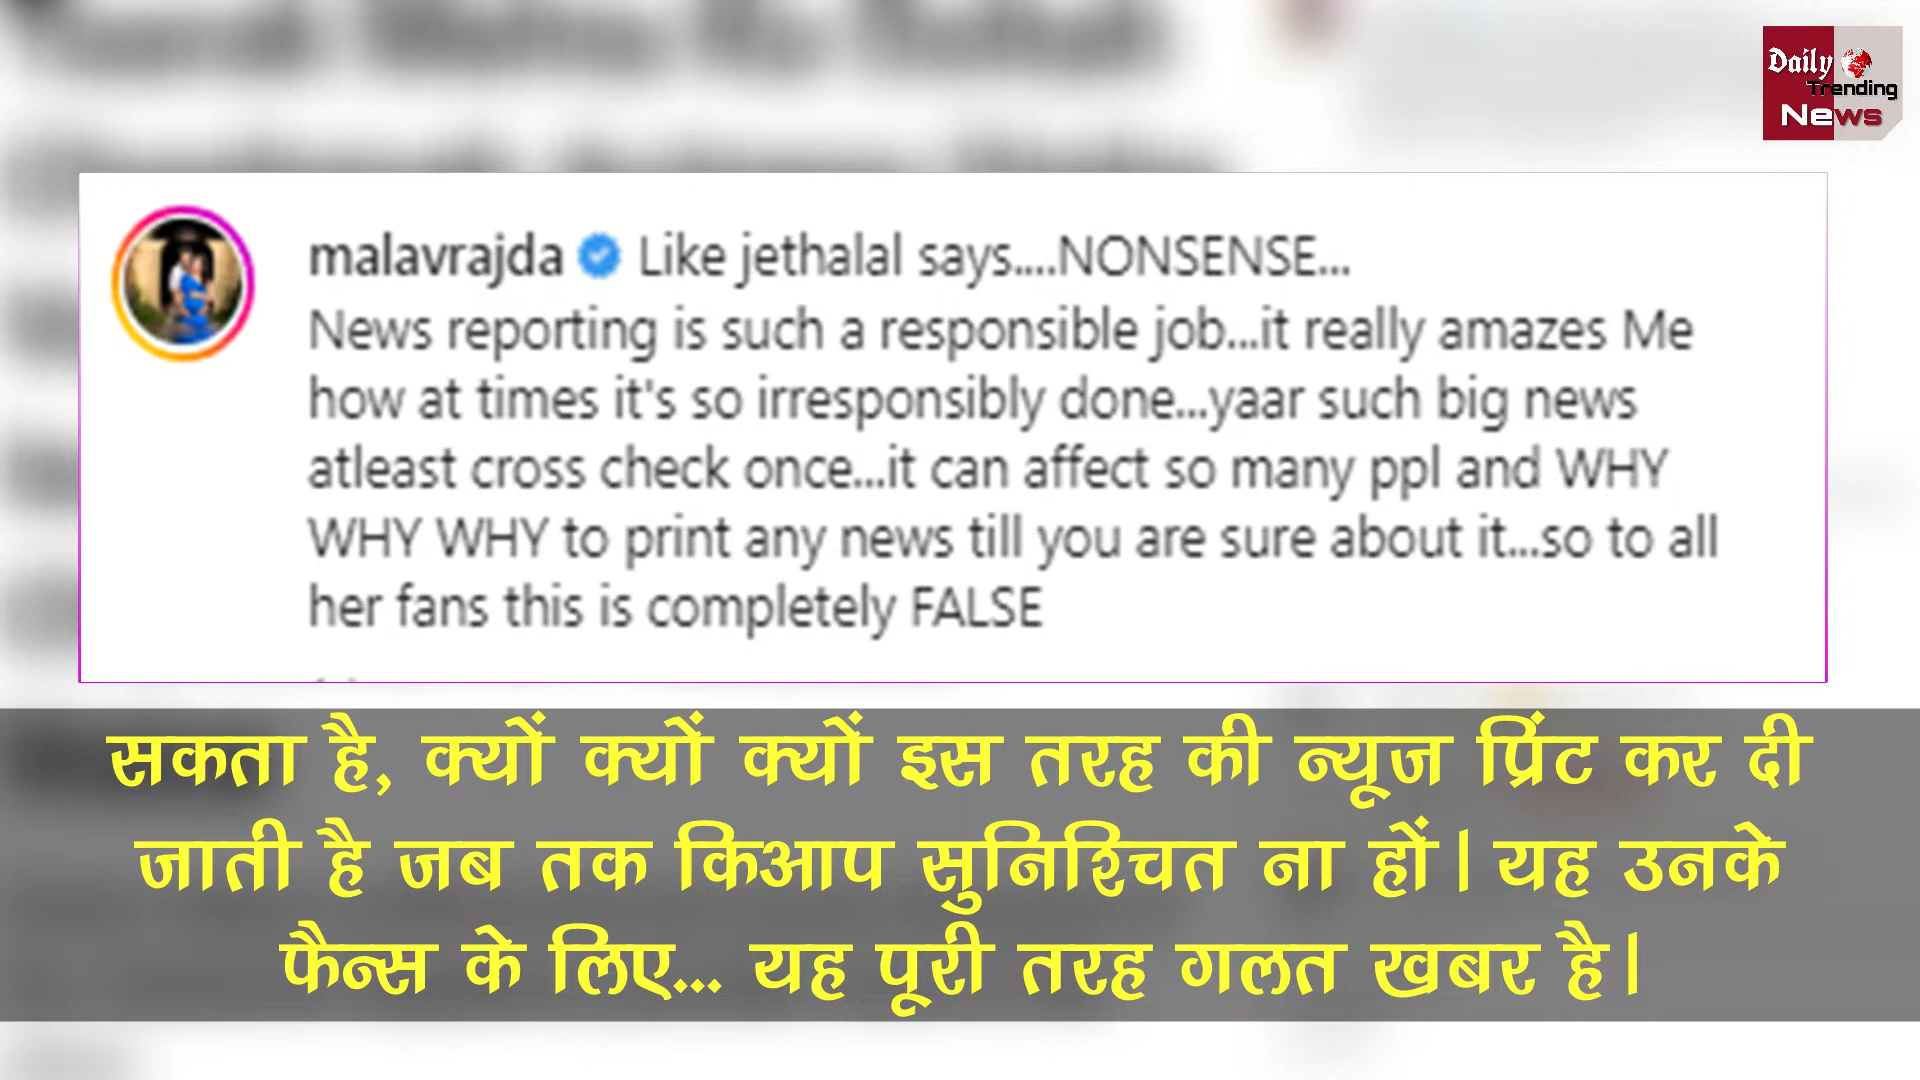 Daily
Trending
News
malavrajda Like jethalal says....NONSENSE...
News reporting is such a responsible job...it really amazes Me
how at times it's so irresponsibly done...yaar such big news
atleast cross check once...it can affect so many ppl and WHY
WHY WHY to print any news till you are sure about it...so to all
her fans this is completely FALSE
सकता है, क्यों क्यों क्यों इस तरह की न्यूज प्रिंट कर दी
जाती है जब तक किआप सुनिश्चित ना हों। यह उनके
फैन्स के लिए... यह पूरी तरह गलत खबर है।